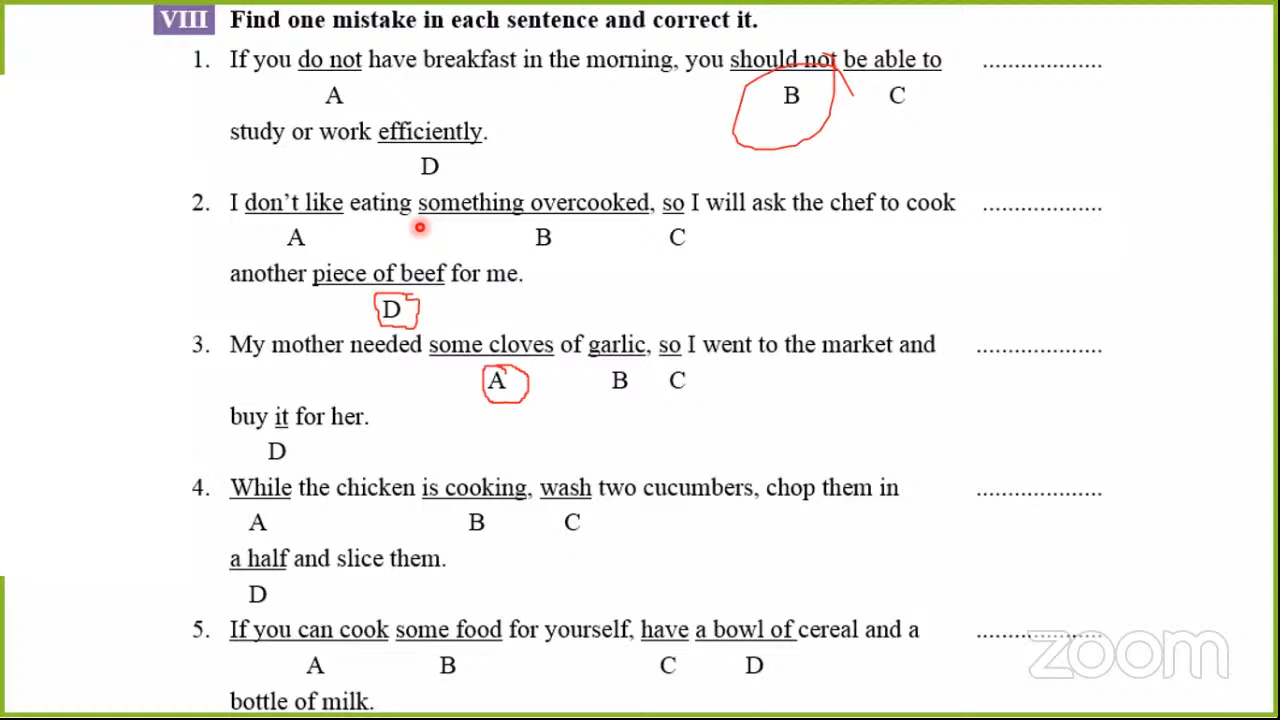 VIII Find one mistake in each sentence and correct it.
1. If you do not have breakfast in the morning, you should not be able to ...................
A B C
study or work efficiently.
D
2. I don’t like eating something overcooked, so I will ask the chef to cook ...................
A B C
another piece of beef for me.
D
3. My mother needed some cloves of garlic, so I went to the market and ....................
A B C
buy it for her.
D
4. While the chicken is cooking, wash two cucumbers, chop them in ....................
A B C
a half and slice them.
D
5. If you can cook some food for yourself, have a bowl of cereal and a ....................
A B C D
bottle of milk.
zoom